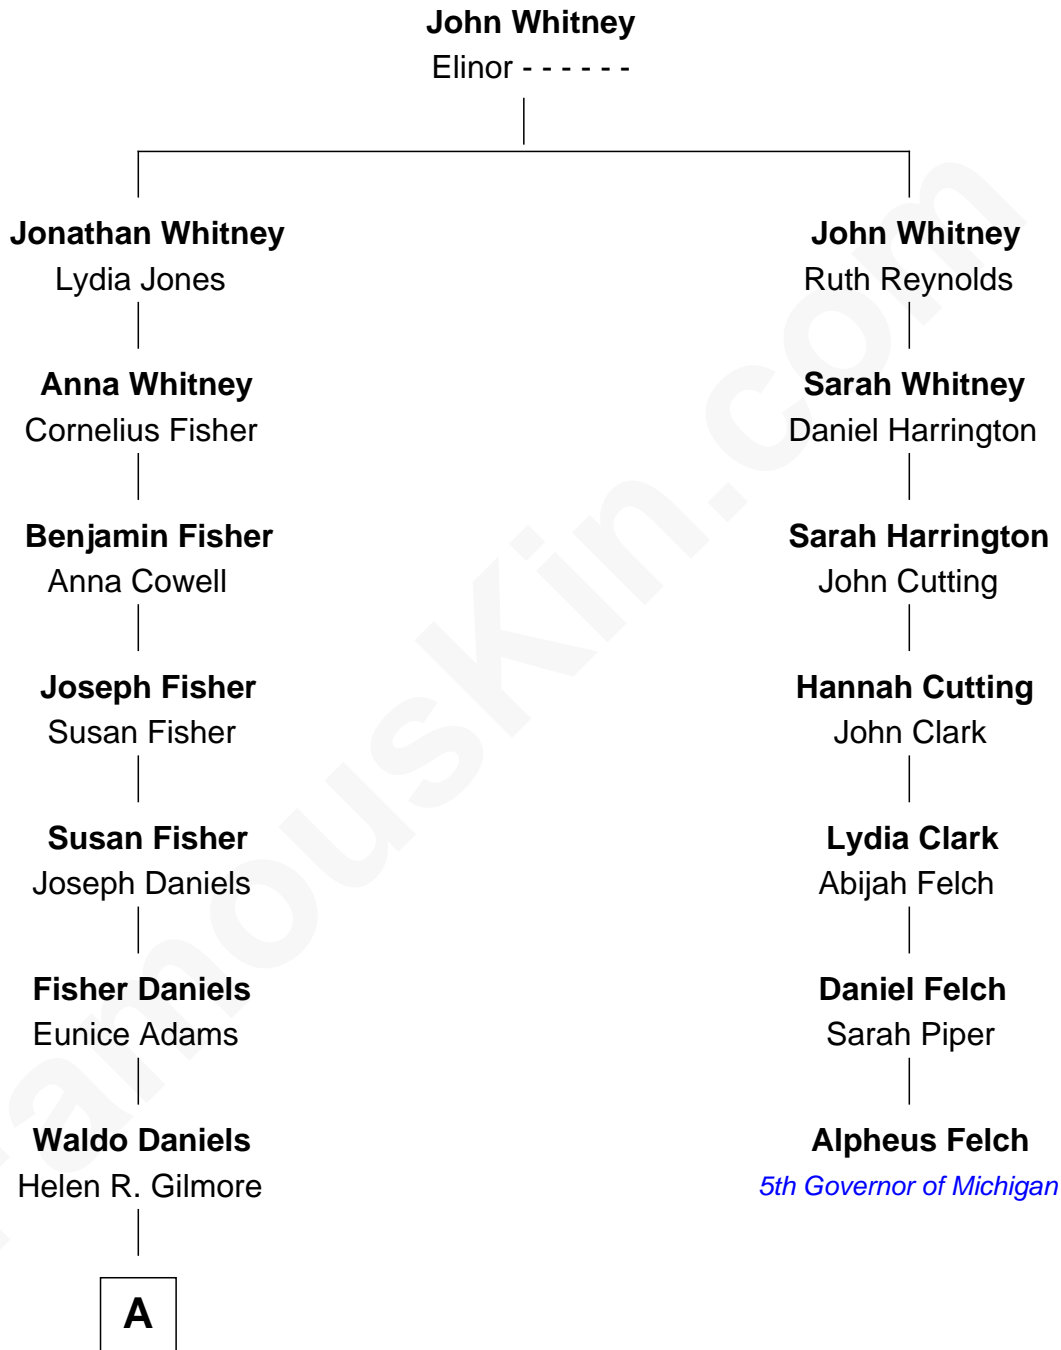 John Whitney
Elinor - - - - - -
Jonathan Whitney
Lydia Jones
John Whitney
Ruth Reynolds
Anna Whitney
Cornelius Fisher
Sarah Whitney
Daniel Harrington
Benjamin Fisher
Anna Cowell
Sarah Harrington
John Cutting
Joseph Fisher
Susan Fisher
Hannah Cutting
John Clark
Susan Fisher
Joseph Daniels
Lydia Clark
Abijah Felch
Fisher Daniels
Eunice Adams
Daniel Felch
Sarah Piper
Waldo Daniels
Helen R. Gilmore
Alpheus Felch
5th Governor of Michigan
A
FamousKin.com